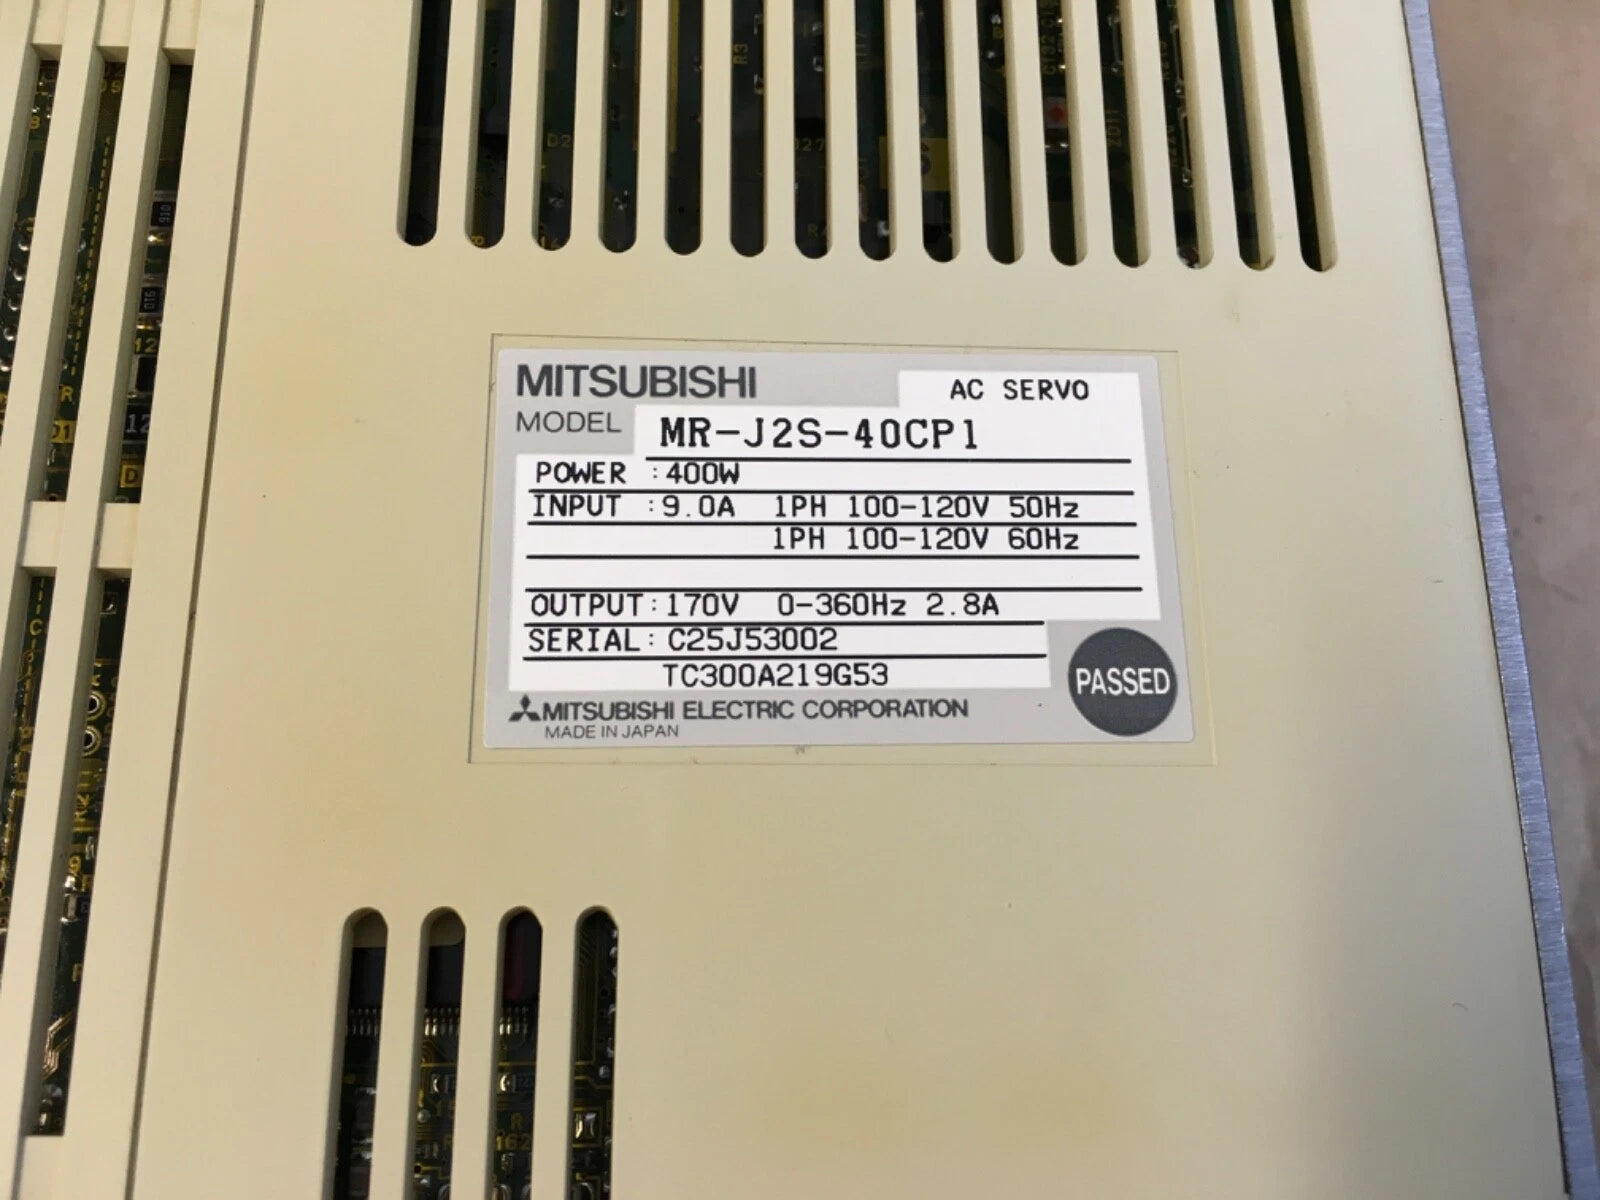 MITSUBISHI
AC SERVO
MODEL MR-J2S-40CP1
POWER :400W
INPUT :9.0A 1PH 100-120V 50Hz
1PH 100-120V 60Hz
OUTPUT:170V 0-360Hz 2.8A
SERIAL: C25J53002
TC300A219G53
PASSED
MITSUBISHI ELECTRIC CORPORATION
MADE IN JAPAN